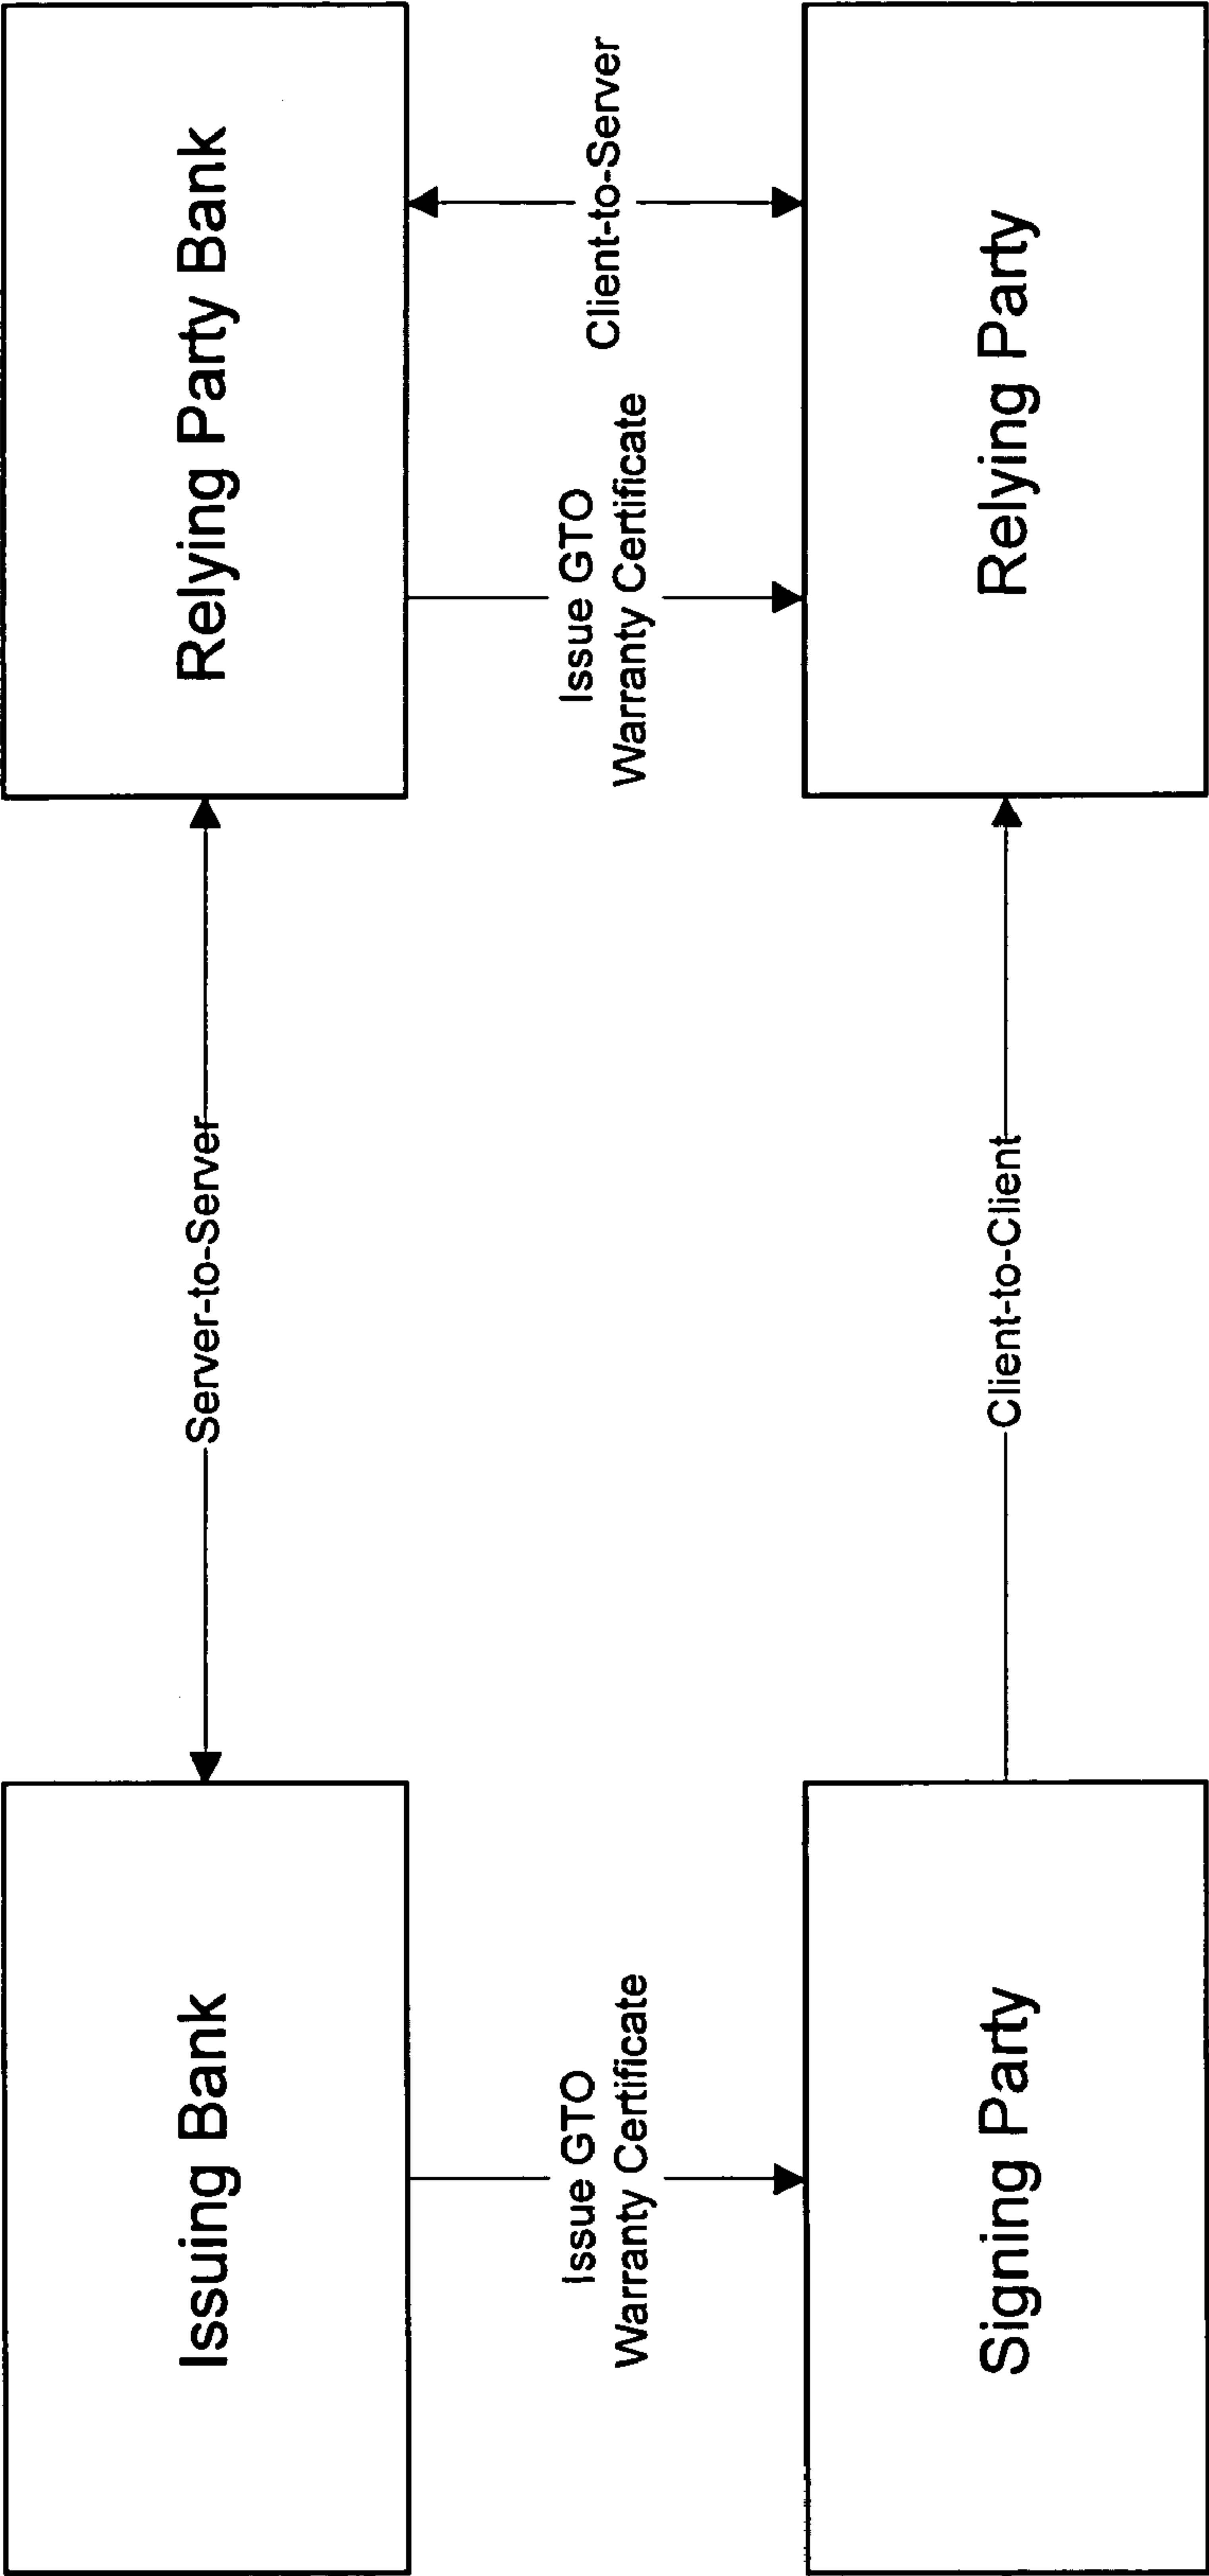 Issuing Bank
Server-to-Server
Relying Party Bank
Issue GTO
Warranty Certificate
Issue GTO
Warranty Certificate
Client-to-Server
Signing Party
Client-to-Client
Relying Party